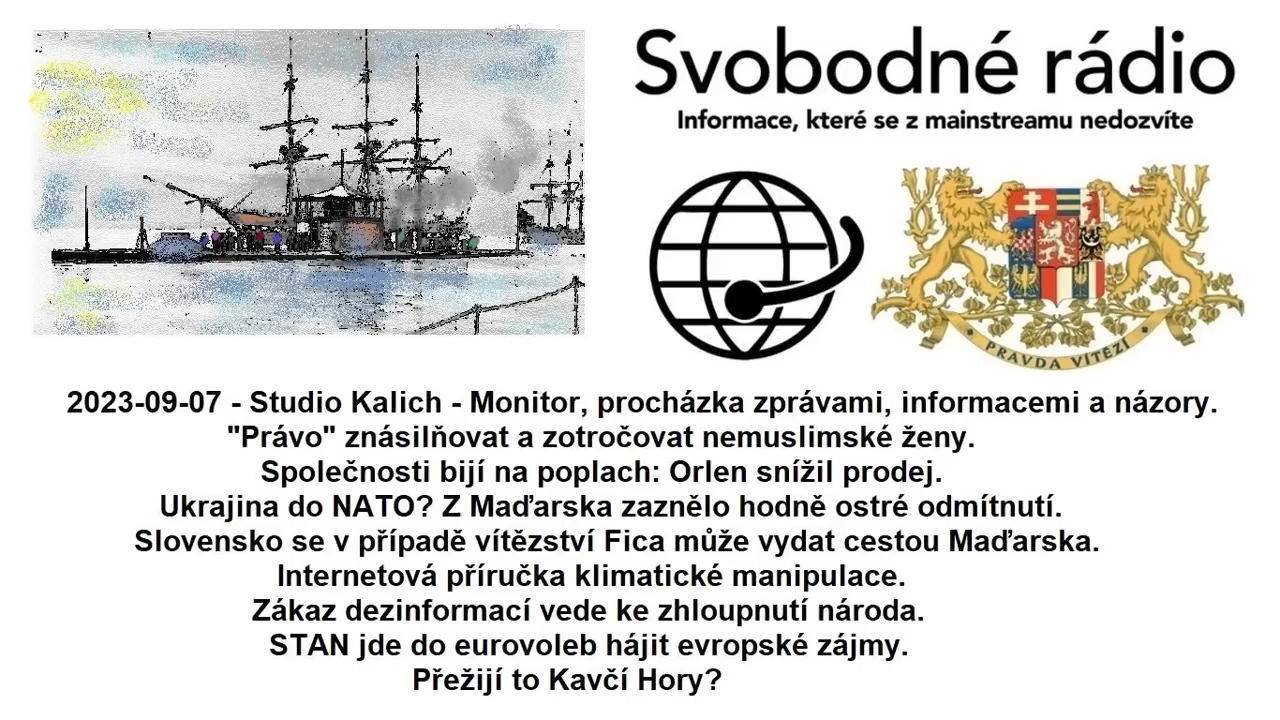 Svobodné rádio
Informace, které se z mainstreamu nedozvíte
PRAVDA VÍTĚZÍ
2023-09-07 - Studio Kalich - Monitor, procházka zprávami, informacemi a názory.
"Právo" znásilňovat a zotročovat nemuslimské ženy.
Společnosti bijí na poplach: Orlen snížil prodej.
Ukrajina do NATO? Z Maďarska zaznělo hodně ostré odmítnutí.
Slovensko se v případě vítězství Fica může vydat cestou Maďarska.
Internetová příručka klimatické manipulace.
Zákaz dezinformací vede ke zhloupnutí národa.
STAN jde do eurovoleb hájit evropské zájmy.
Přežijí to Kavčí Hory?